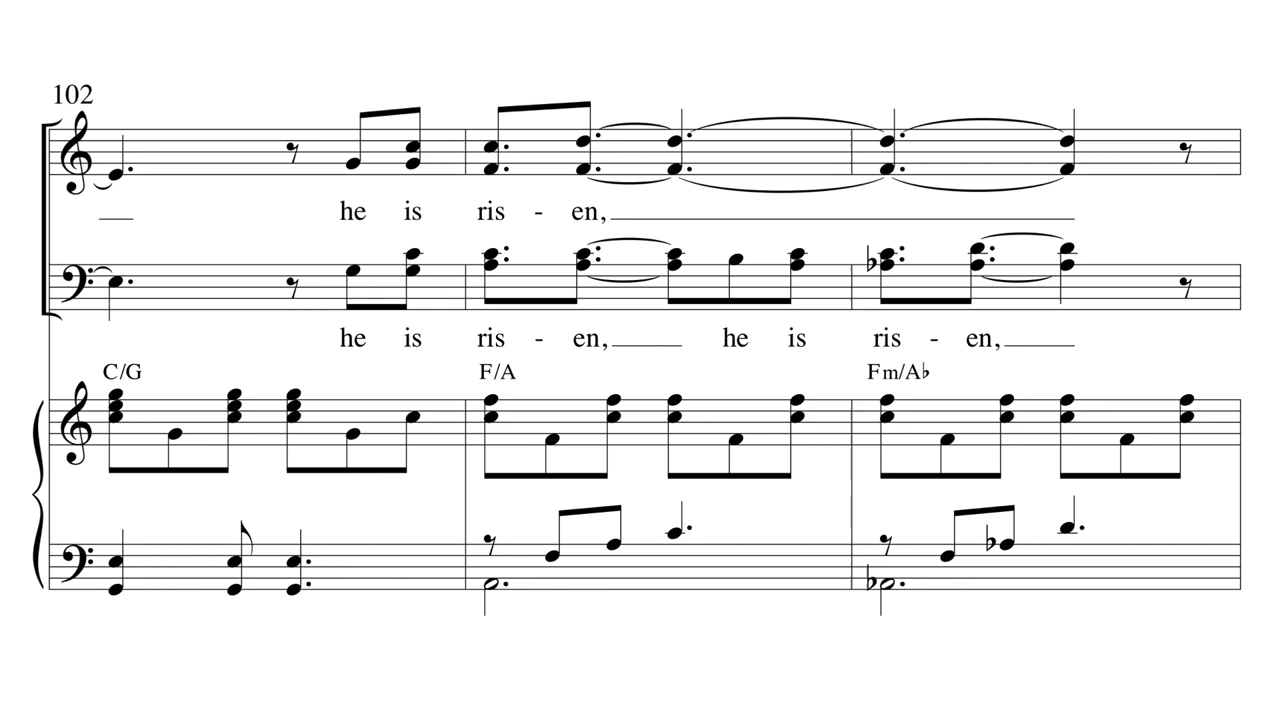 102
he is ris - en,
he is ris - en, he is ris - en,
C/G F/A Fm/A♭